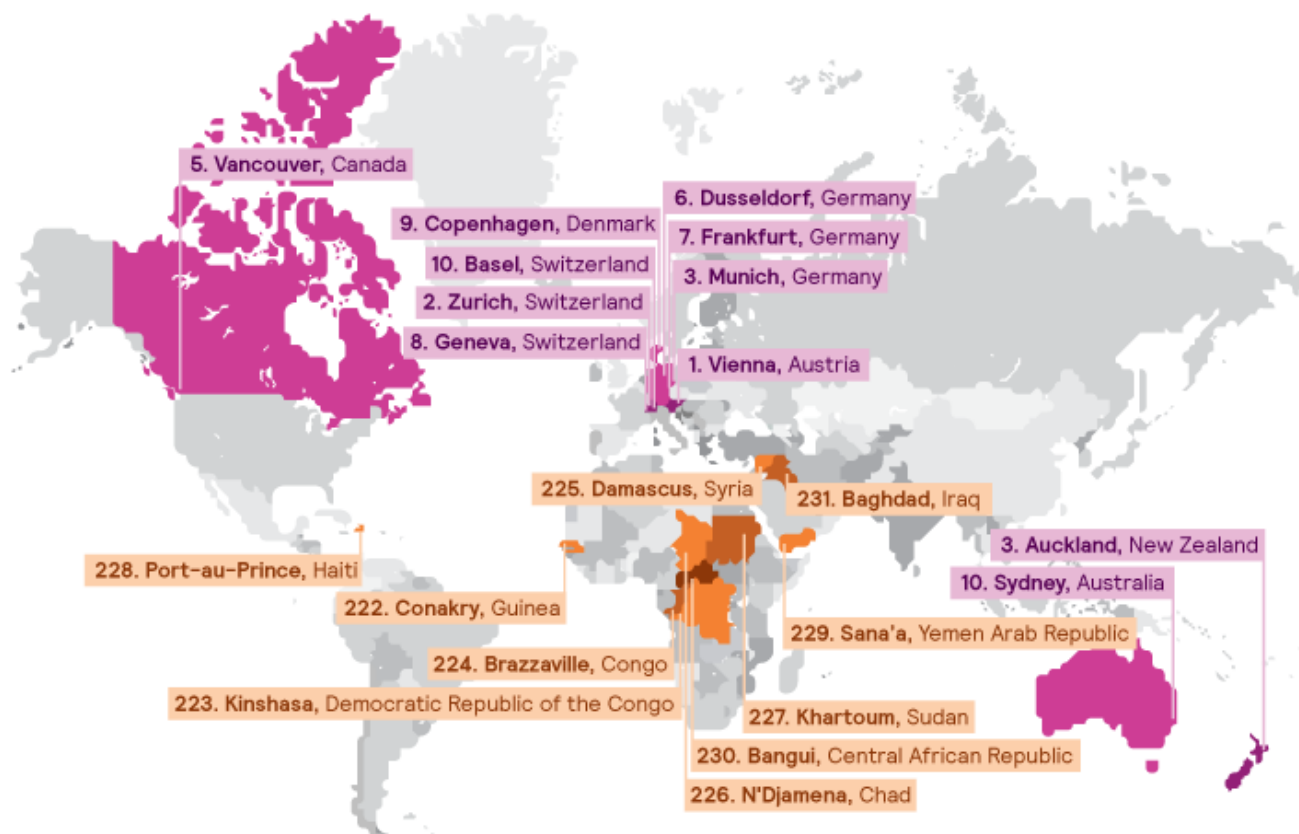 5. Vancouver, Canada
6. Dusseldorf, Germany
9. Copenhagen, Denmark
7. Frankfurt, Germany
10. Basel, Switzerland
3. Munich, Germany
2. Zurich, Switzerland
8. Geneva, Switzerland
1. Vienna, Austria
225. Damascus, Syria
231. Baghdad, Iraq
3. Auckland, New Zealand
228. Port-au-Prince, Haiti
10. Sydney, Australia
222. Conakry, Guinea
229. Sana'a, Yemen Arab Republic
224. Brazzaville, Congo
223. Kinshasa, Democratic Republic of the Congo
227. Khartoum, Sudan
230. Bangui, Central African Republic
226. N'Djamena, Chad